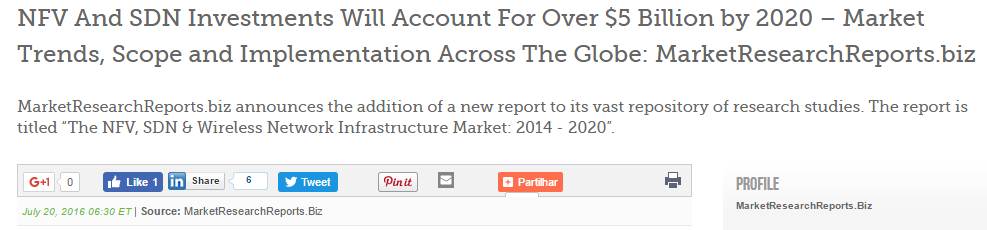 NFV And SDN Investments Will Account For Over $5 Billion by 2020 – Market
Trends, Scope and Implementation Across The Globe: MarketResearchReports.biz
MarketResearchReports.biz announces the addition of a new report to its vast repository of research studies. The report is
titled “The NFV, SDN & Wireless Network Infrastructure Market: 2014 - 2020”.
G+1 0 Like 1 in Share 6 Tweet Pin it Partilhar
July 20, 2016 06:30 ET | Source: MarketResearchReports.Biz
PROFILE
MarketResearchReports.Biz